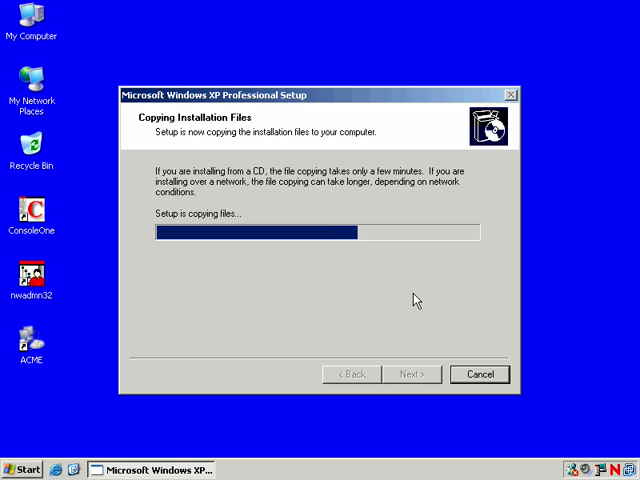 My Computer
My Network
Places
Recycle Bin
ConsoleOne
nwadmn32
ACME
Microsoft Windows XP Professional Setup
Copying Installation Files
Setup is now copying the installation files to your computer.
If you are installing from a CD, the file copying takes only a few minutes. If you are
installing over a network, the file copying can take longer, depending on network
conditions.
Setup is copying files...
< Back
Next >
Cancel
Start
Microsoft Windows XP...